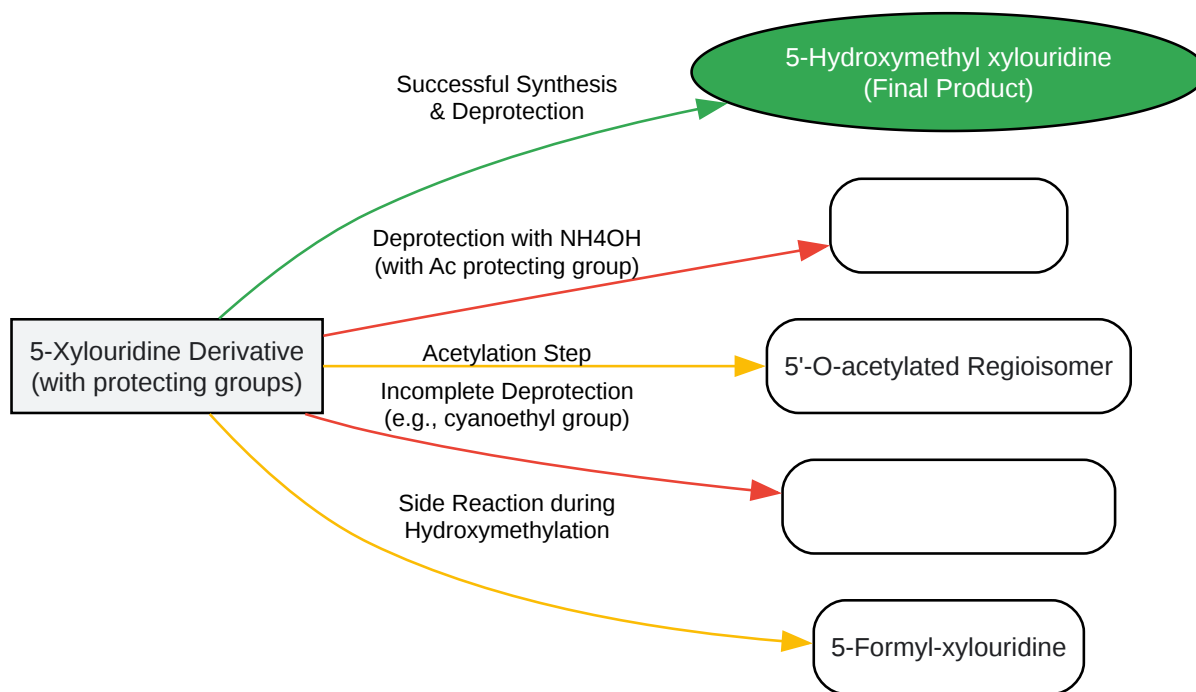 5-Hydroxymethyl xylouridine
(Final Product)
Successful Synthesis
& Deprotection
Deprotection with NH4OH
(with Ac protecting group)
5-Xylouridine Derivative
(with protecting groups)
Acetylation Step
5'-O-acetylated Regioisomer
Incomplete Deprotection
(e.g., cyanoethyl group)
Side Reaction during
Hydroxymethylation
5-Formyl-xylouridine